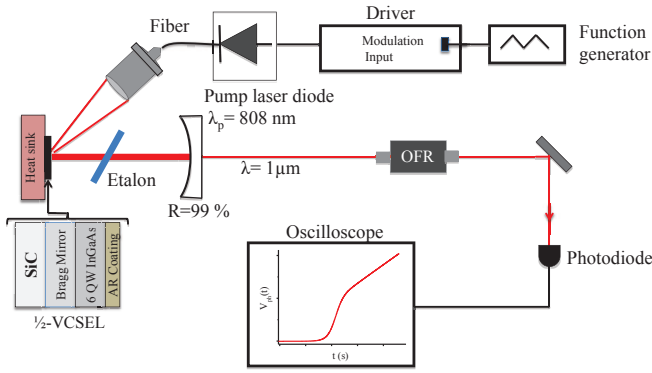 Driver
Fiber
Modulation
Input
Function
generator
Pump laser diode
λp= 808 nm
Heat sink
Etalon
R=99 %
λ= 1μm
OFR
Photodiode
Oscilloscope
Vph(t)
t (s)
SiC
Bragg Mirror
6 QW InGaAs
AR Coating
½-VCSEL